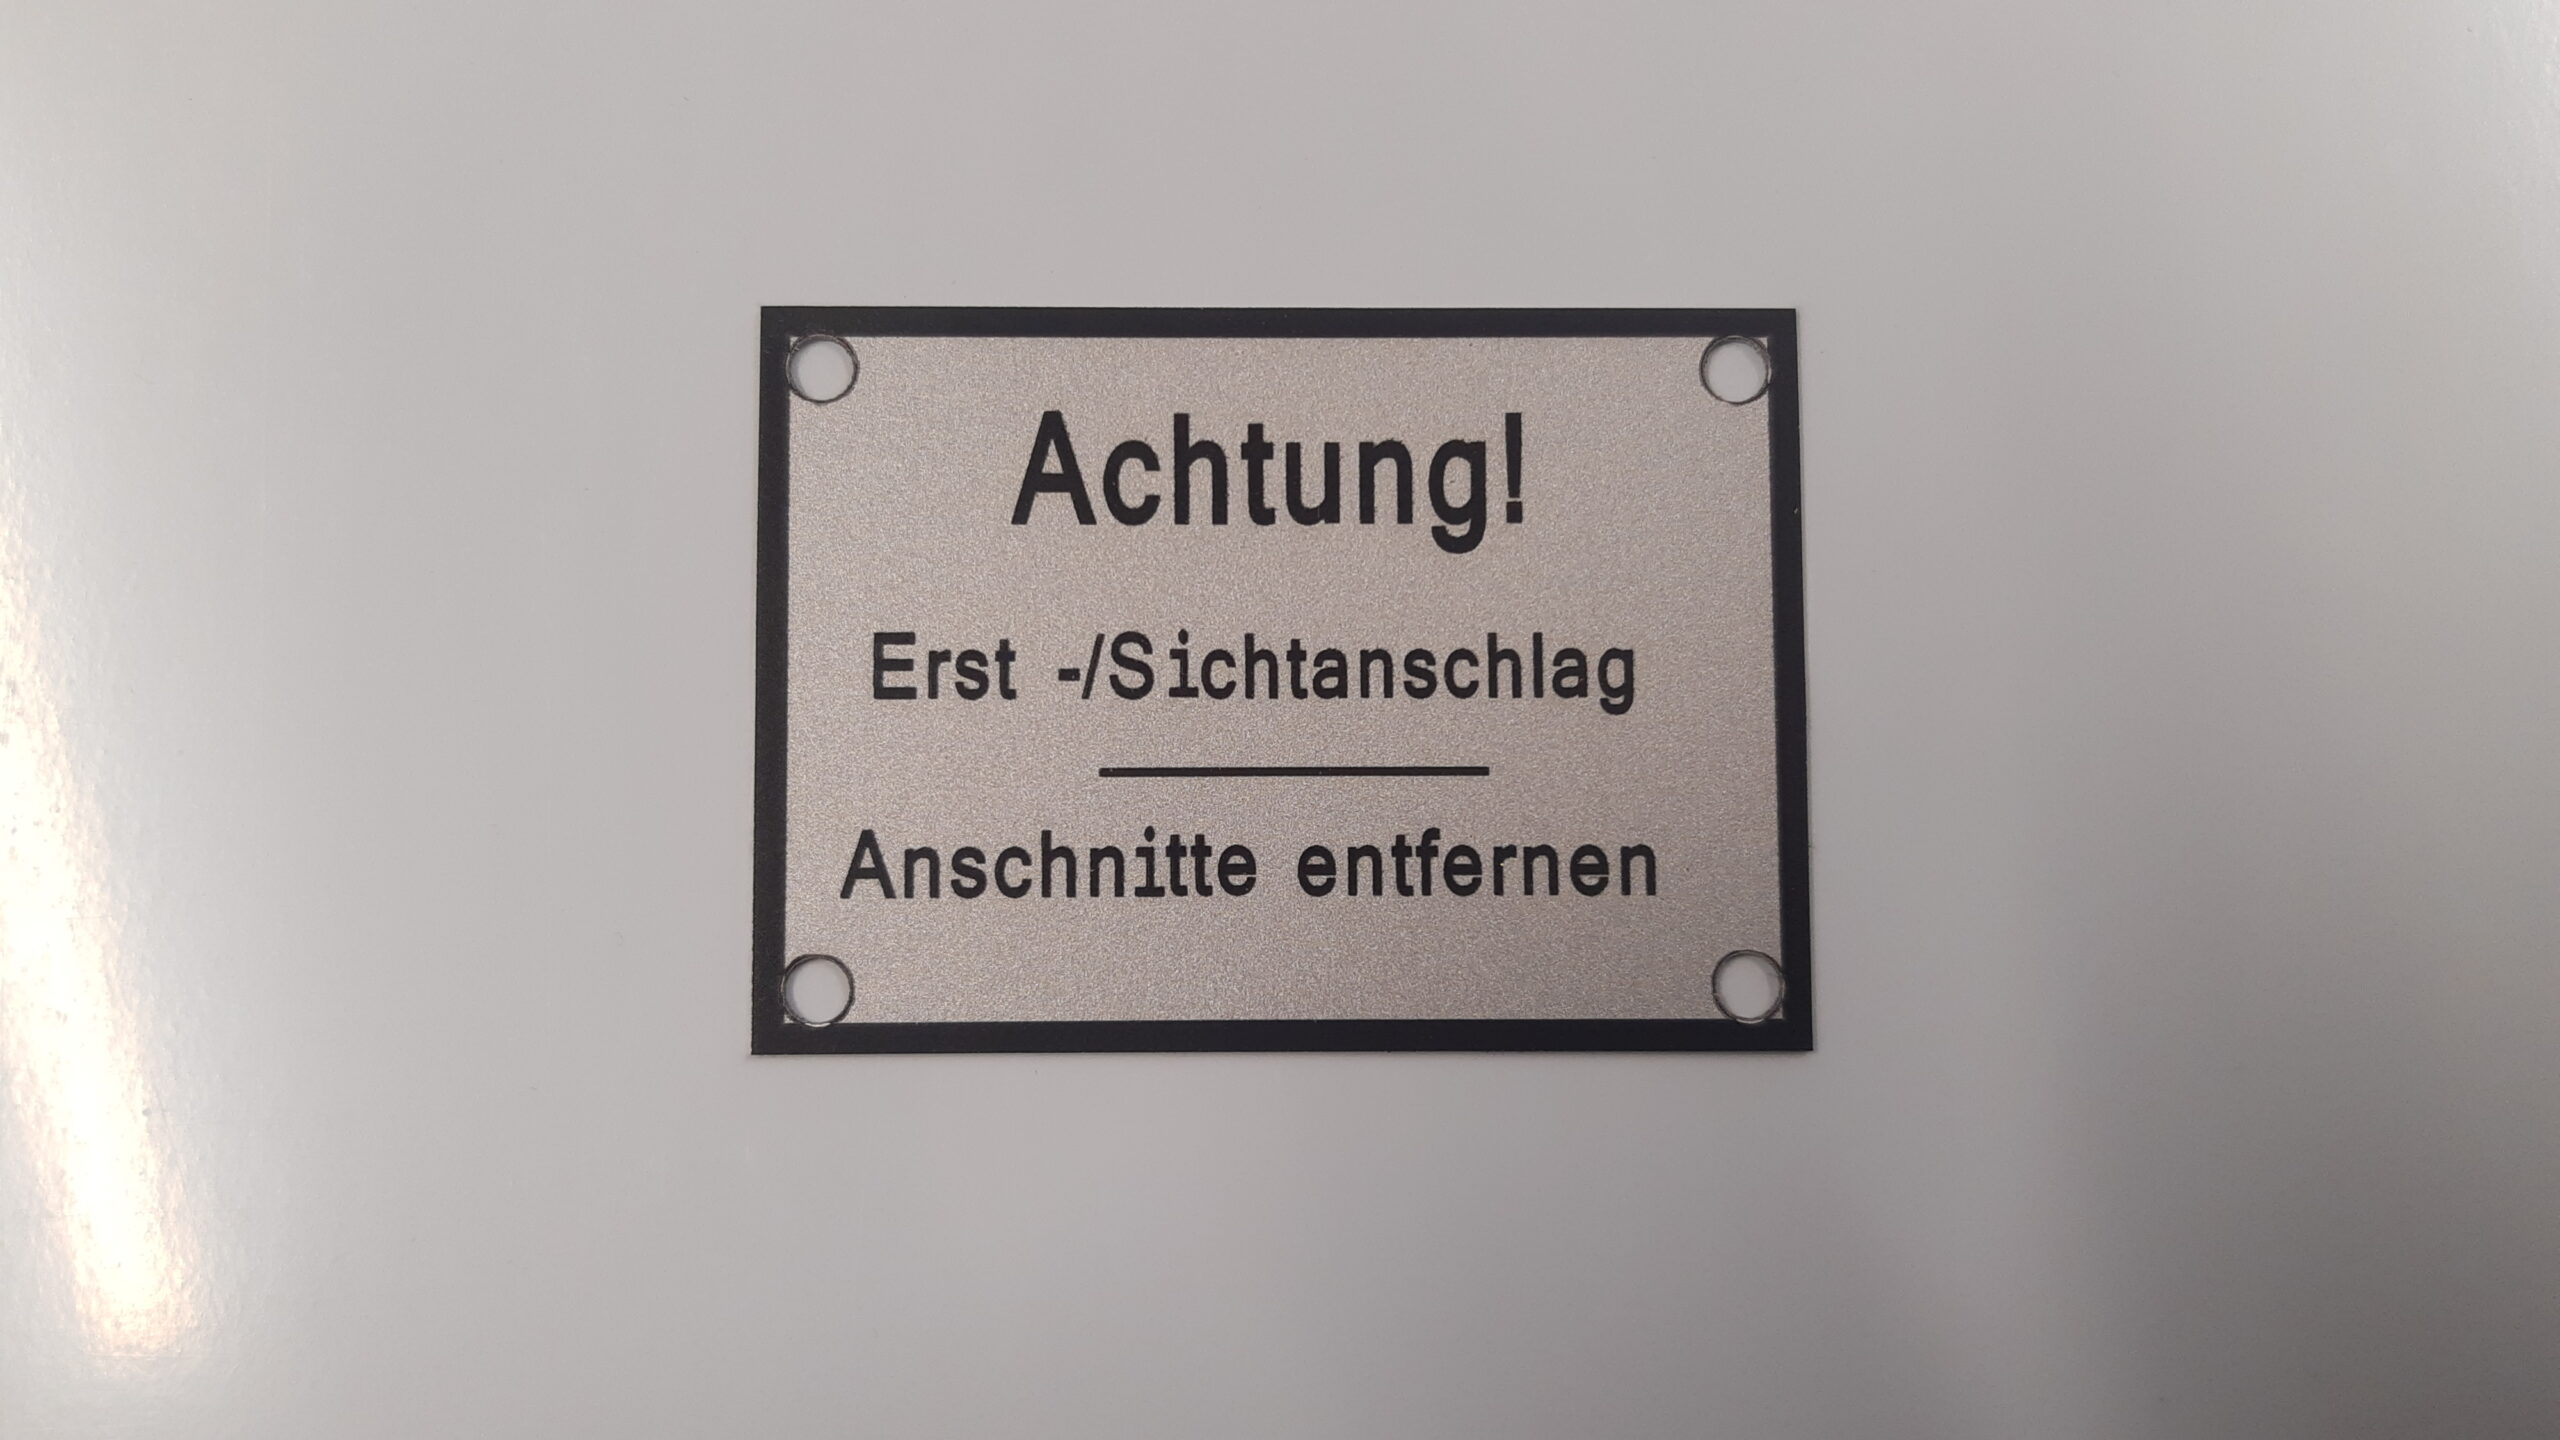 Achtung!
Erst -/Sichtanschlag
Anschnitte entfernen